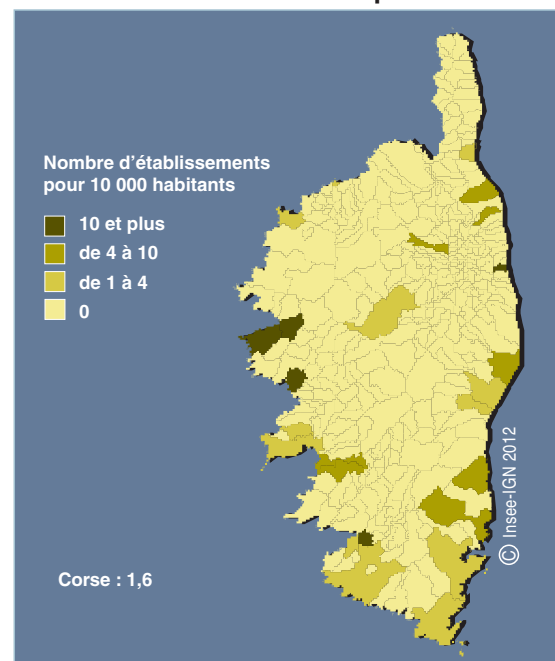 Nombre d'établissements
pour 10 000 habitants
10 et plus
de 4 à 10
de 1 à 4
0
Corse : 1,6
© Insee-IGN 2012